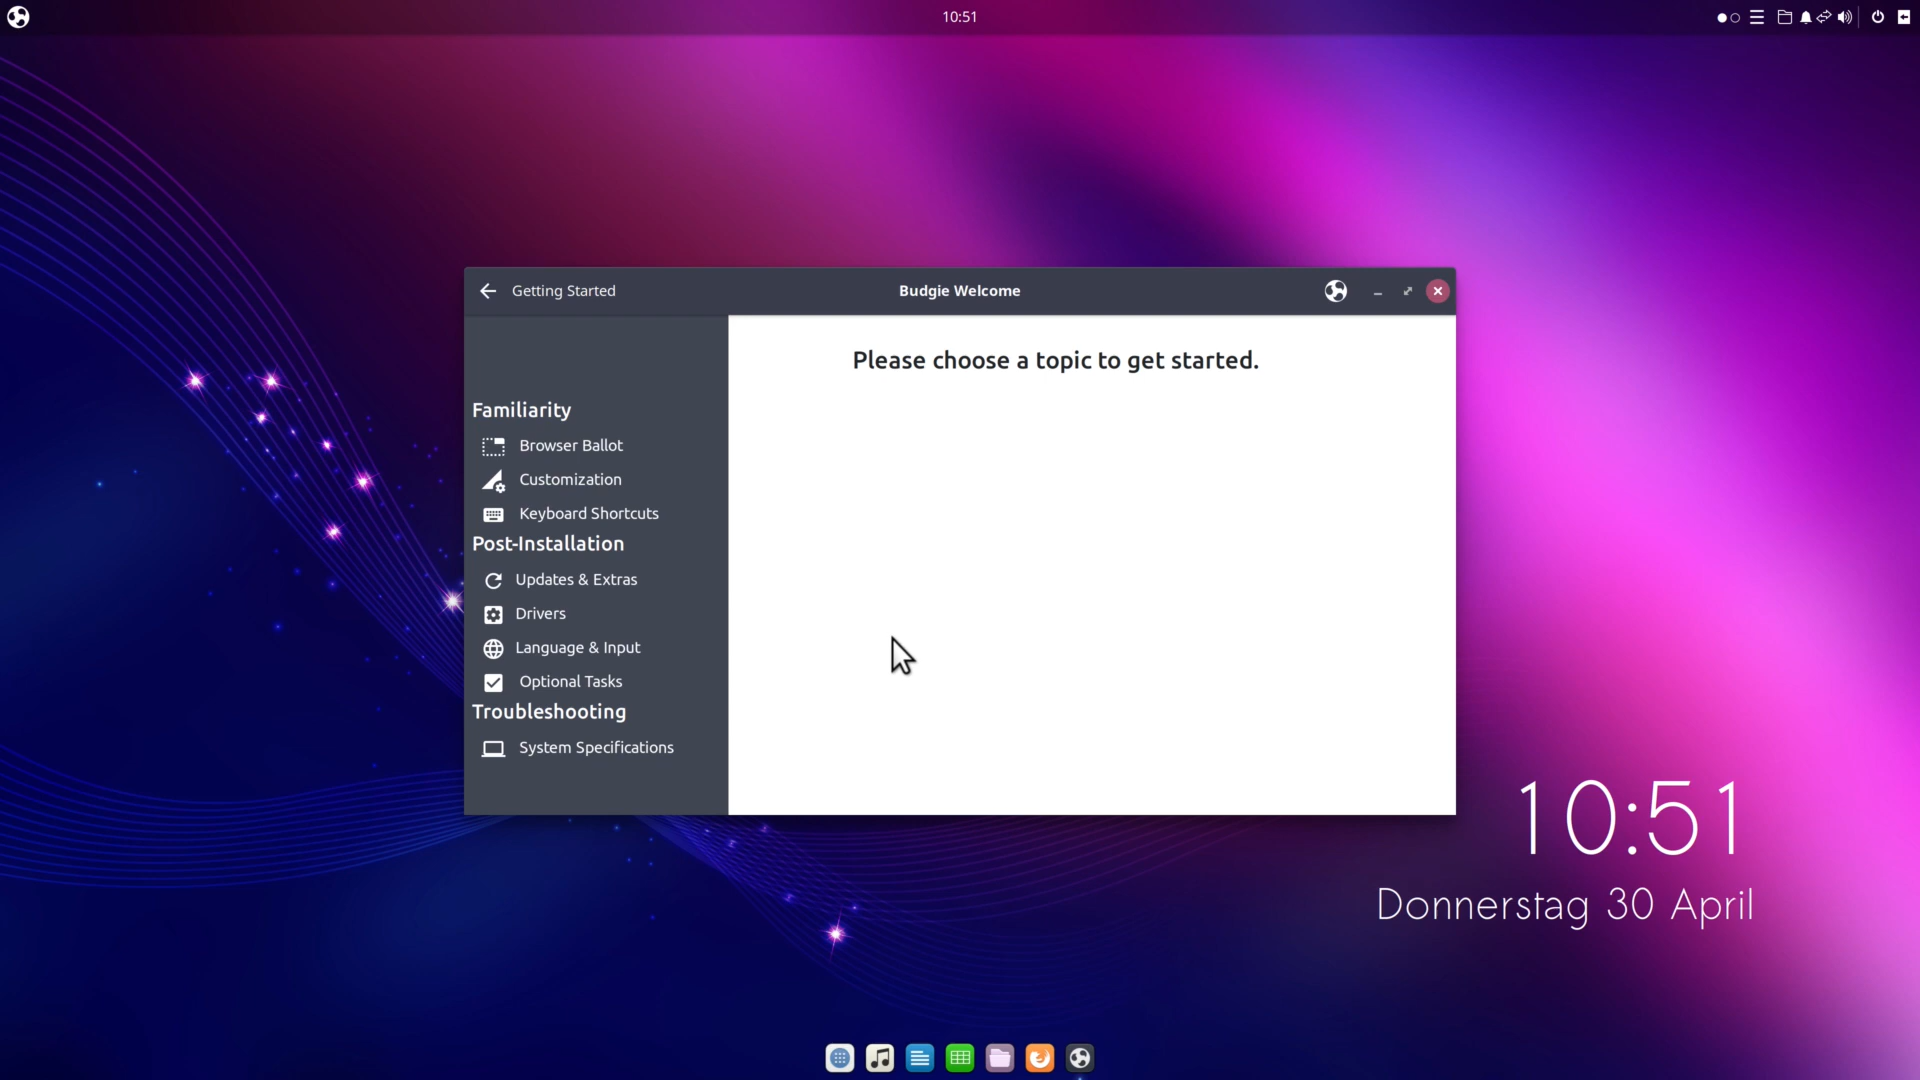 10:51
Getting Started
Budgie Welcome
Please choose a topic to get started.
Familiarity
Browser Ballot
Customization
Keyboard Shortcuts
Post-Installation
Updates & Extras
Drivers
Language & Input
Optional Tasks
Troubleshooting
System Specifications
10:51
Donnerstag 30 April